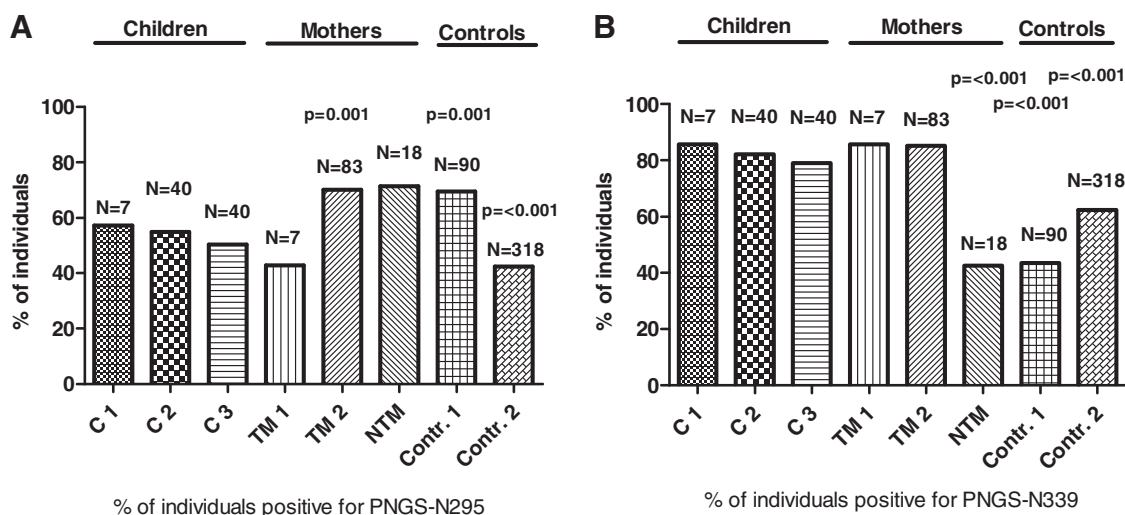 A
Children Mothers Controls
p=0.001 p=0.001
N=7 N=40 N=40 N=7 N=83 N=18 N=90
p=<0.001
N=318
% of individuals
100
80
60
40
20
0
C 1 C 2 C 3 TM 1 TM 2 NTM Contr. 1 Contr. 2
% of individuals positive for PNGS-N295
B
Children Mothers Controls
p=<0.001 p=<0.001
p=<0.001
N=7 N=40 N=40 N=7 N=83
N=318
N=18 N=90
% of individuals
100
80
60
40
20
0
C 1 C 2 C 3 TM 1 TM 2 NTM Contr. 1 Contr. 2
% of individuals positive for PNGS-N339